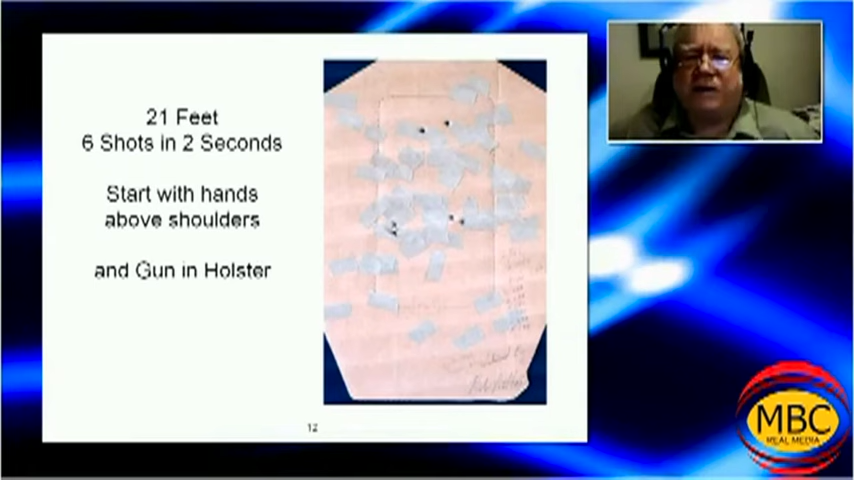 21 Feet
6 Shots in 2 Seconds
Start with hands
above shoulders
and Gun in Holster
12
MBC
REAL MEDIA